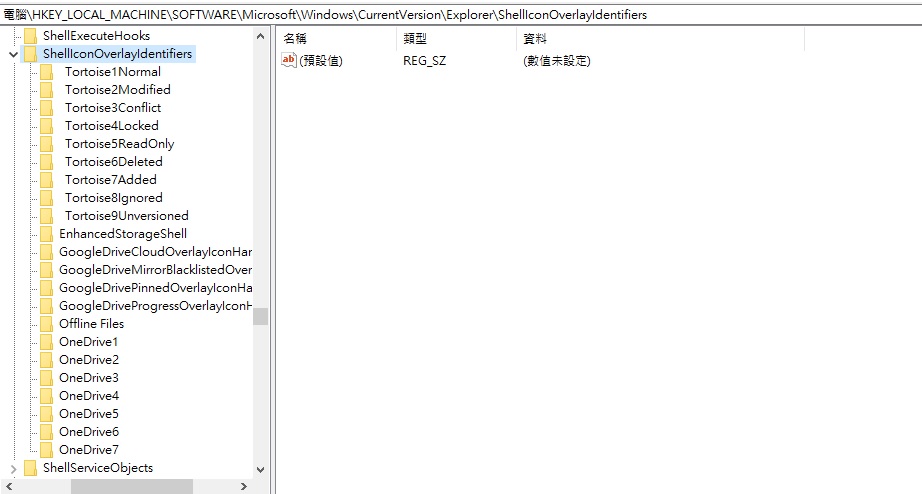 電腦\HKEY_LOCAL_MACHINE\SOFTWARE\Microsoft\Windows\CurrentVersion\Explorer\ShellIconOverlayIdentifiers
ShellExecuteHooks
ShellIconOverlayIdentifiers
Tortoise1Normal
Tortoise2Modified
Tortoise3Conflict
Tortoise4Locked
Tortoise5ReadOnly
Tortoise6Deleted
Tortoise7Added
Tortoise8Ignored
Tortoise9Unversioned
EnhancedStorageShell
GoogleDriveCloudOverlayIconHar
GoogleDriveMirrorBlacklistedOver
GoogleDrivePinnedOverlayIconHa
GoogleDriveProgressOverlayIconH
Offline Files
OneDrive1
OneDrive2
OneDrive3
OneDrive4
OneDrive5
OneDrive6
OneDrive7
ShellServiceObjects
名稱 類型 資料
ab (預設值) REG_SZ (數值未設定)